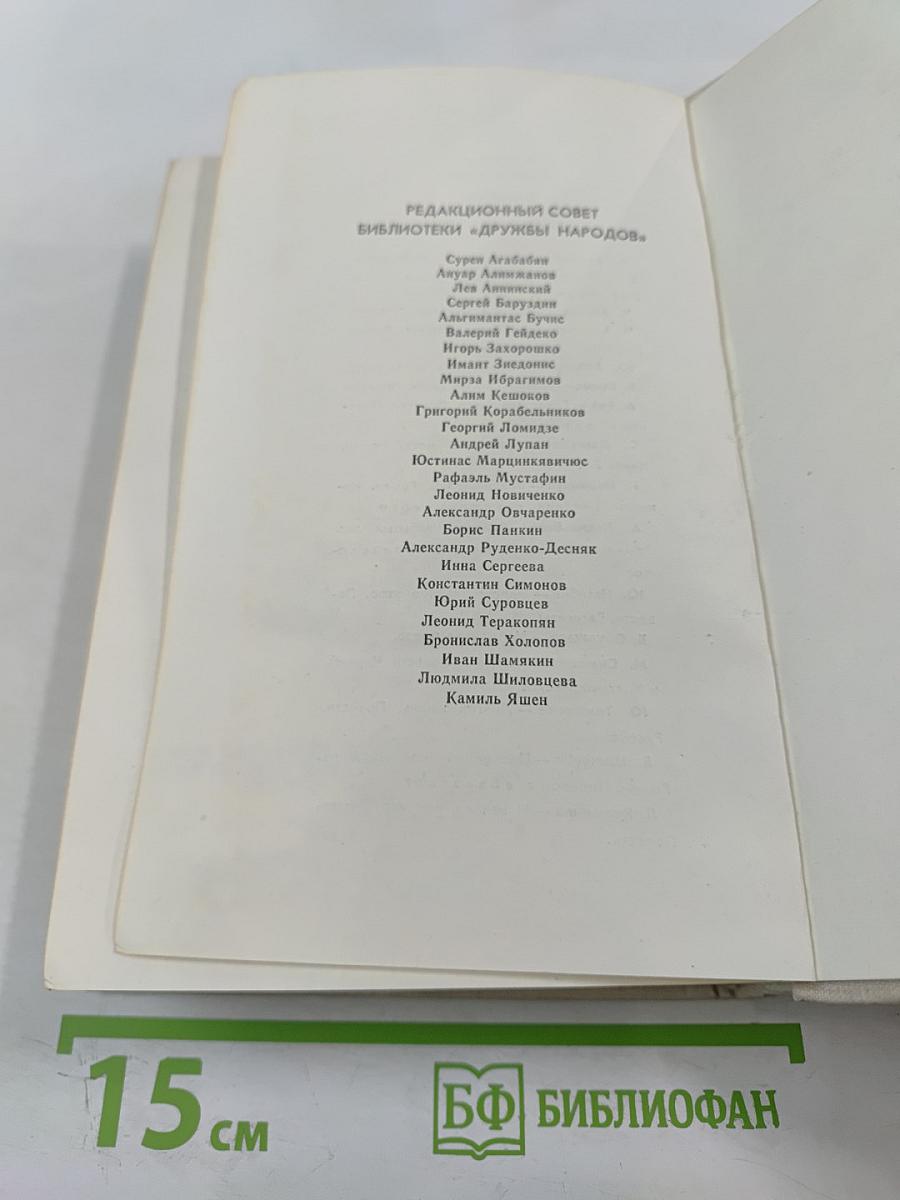 РЕДАКЦИОННЫЙ СОВЕТ
БИБЛИОТЕКИ «ДРУЖБЫ НАРОДОВ»
Сурен Агабабян
Ануар Алимжанов
Лев Аннинский
Сергей Баруздин
Альгимантас Бучис
Валерий Гейдеко
Игорь Захорошко
Имант Зиедонис
Мирза Ибрагимов
Алим Кешоков
Григорий Корабельников
Георгий Ломидзе
Андрей Лупан
Юстинас Марцинкявичюс
Рафаэль Мустафин
Леонид Новиченко
Александр Овчаренко
Борис Панкин
Александр Руденко-Десняк
Инна Сергеева
Константин Симонов
Юрий Суровцев
Леонид Теракопян
Бронислав Холопов
Иван Шамякин
Людмила Шиловцева
Камиль Яшен
15 см
БФ БИБЛИОФАН